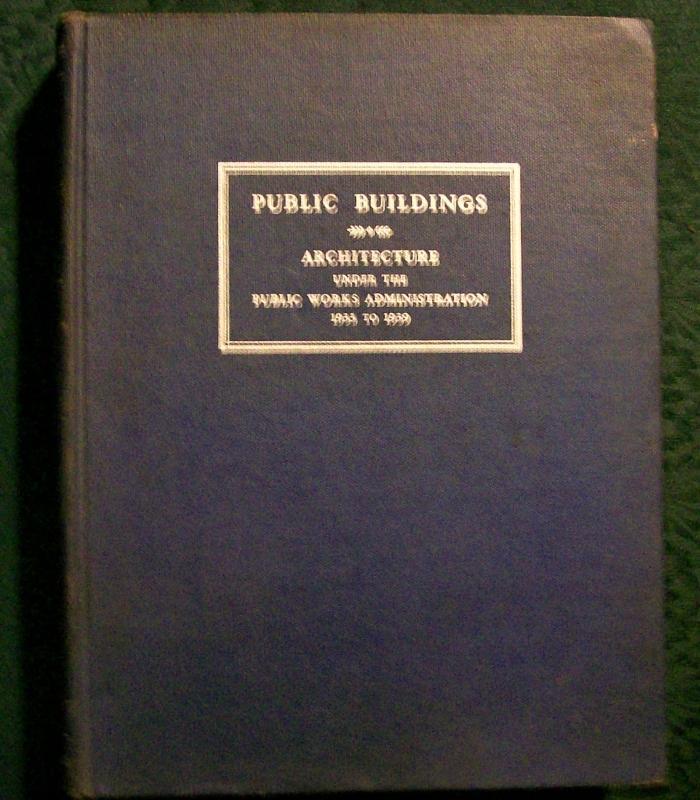 PUBLIC BUILDINGS
ARCHITECTURE
UNDER THE
PUBLIC WORKS ADMINISTRATION
1933 TO 1939